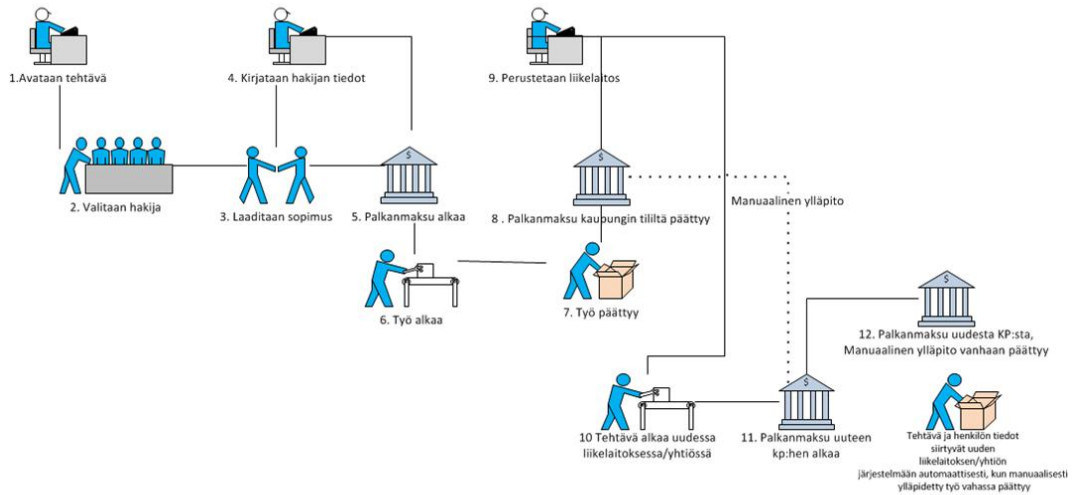 1.Avataan tehtävä
4. Kirjataan hakijan tiedot
9. Perustetaan liikelaitos
2. Valitaan hakija
3. Laaditaan sopimus
$
5. Palkanmaksu alkaa
$
8 . Palkanmaksu kaupungin tililtä päättyy
Manuaalinen ylläpito
6. Työ alkaa
7. Työ päättyy
$
12. Palkanmaksu uudesta KP:sta,
Manuaalinen ylläpito vanhaan päättyy
10 Tehtävä alkaa uudessa
liikelaitoksessa/yhtiössä
$
11. Palkanmaksu uuteen
kp:hen alkaa
Tehtävä ja henkilön tiedot
siirtyvät uuden
liikelaitoksen/yhtiön
järjestelmään automaattisesti, kun manuaalisesti
ylläpidetty työ vahassa päättyy